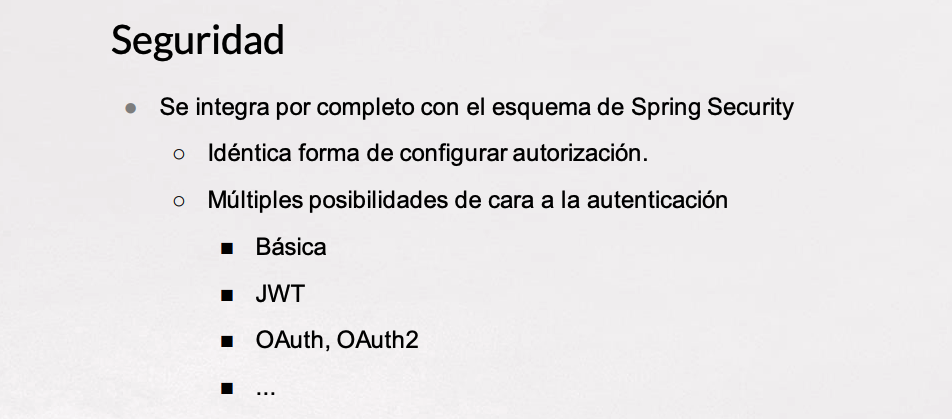 Seguridad
● Se integra por completo con el esquema de Spring Security
○ Idéntica forma de configurar autorización.
○ Múltiples posibilidades de cara a la autenticación
■ Básica
■ JWT
■ OAuth, OAuth2
■ ...